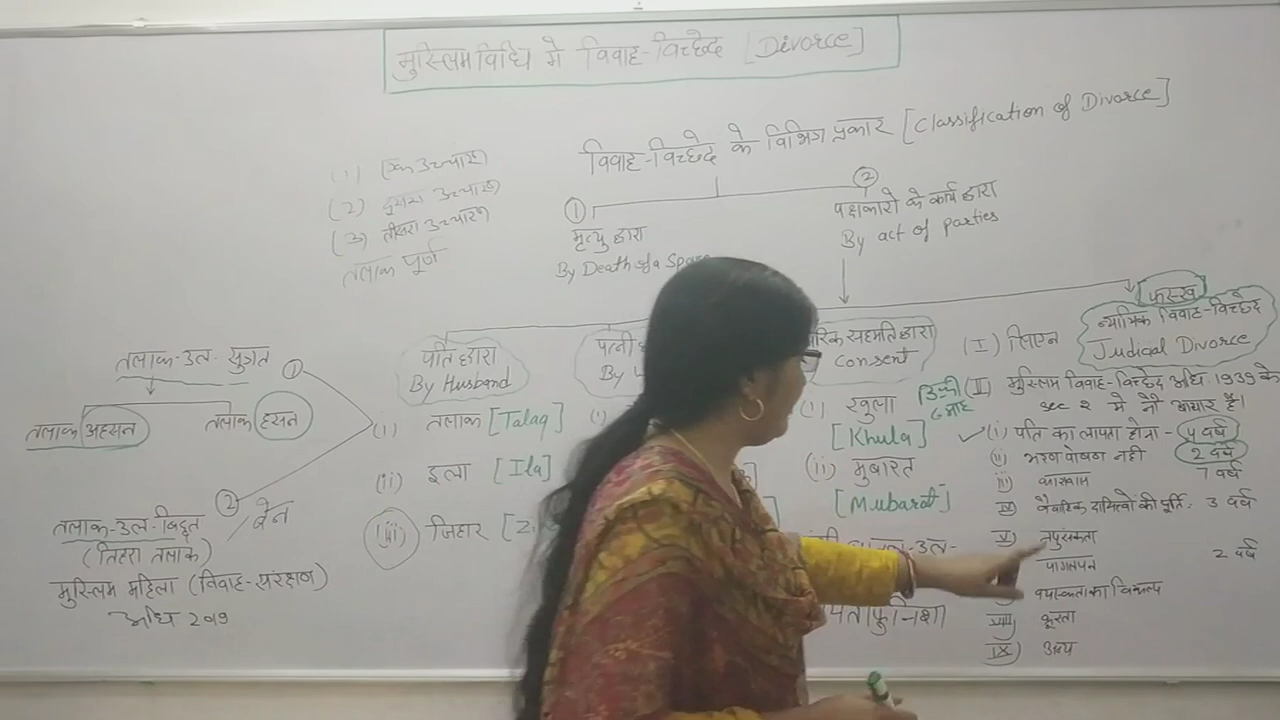 मुस्लिम विधि मे विवाह-विच्छेद [Divorce]
विवाह-विच्छेद के विभिन्न प्रकार [Classification of Divorce]
(1) उच्चारण
(2) दूसरा उच्चारण
(3) तीसरा उच्चारण
तलाक पूर्ण
①
मृत्यु द्वारा
By Death of a
②
पक्षकारो के कार्य द्वारा
By act of parties
तलाक-उल-सुन्नत
तलाक अहसन
तलाक हसन
①
②
तलाक-उल-बिद्दत
(तिहरा तलाक)
मुस्लिम महिला (विवाह-संरक्षण)
अधि 2019
पति द्वारा
By Husband
(i) तलाक [Talaq]
(ii) इला [Ila]
(iii) जिहार [Z
पत्नी
By
(i)
सहमति द्वारा
Consent
(i) खुला
[Khula]
(ii) मुबारत
[Mubarat]
फस्ख
न्यायिक विवाह-विच्छेद
Judicial Divorce
(I) लिएन
(II) मुस्लिम विवाह-विच्छेद अधि. 1939 के
sec 2 मे नौ आधार है।
(i) पति का लापता होना - 4 वर्ष
(ii) भरण पोषण नही 2 वर्ष
iii) कारावास 7 वर्ष
IV वैवाहिक दायित्वो की पूर्ति. 3 वर्ष
V) नपुंसकता
पागलपन 2 वर्ष
वयस्कता का विकल्प
VIII) क्रूरता
IX) अन्य